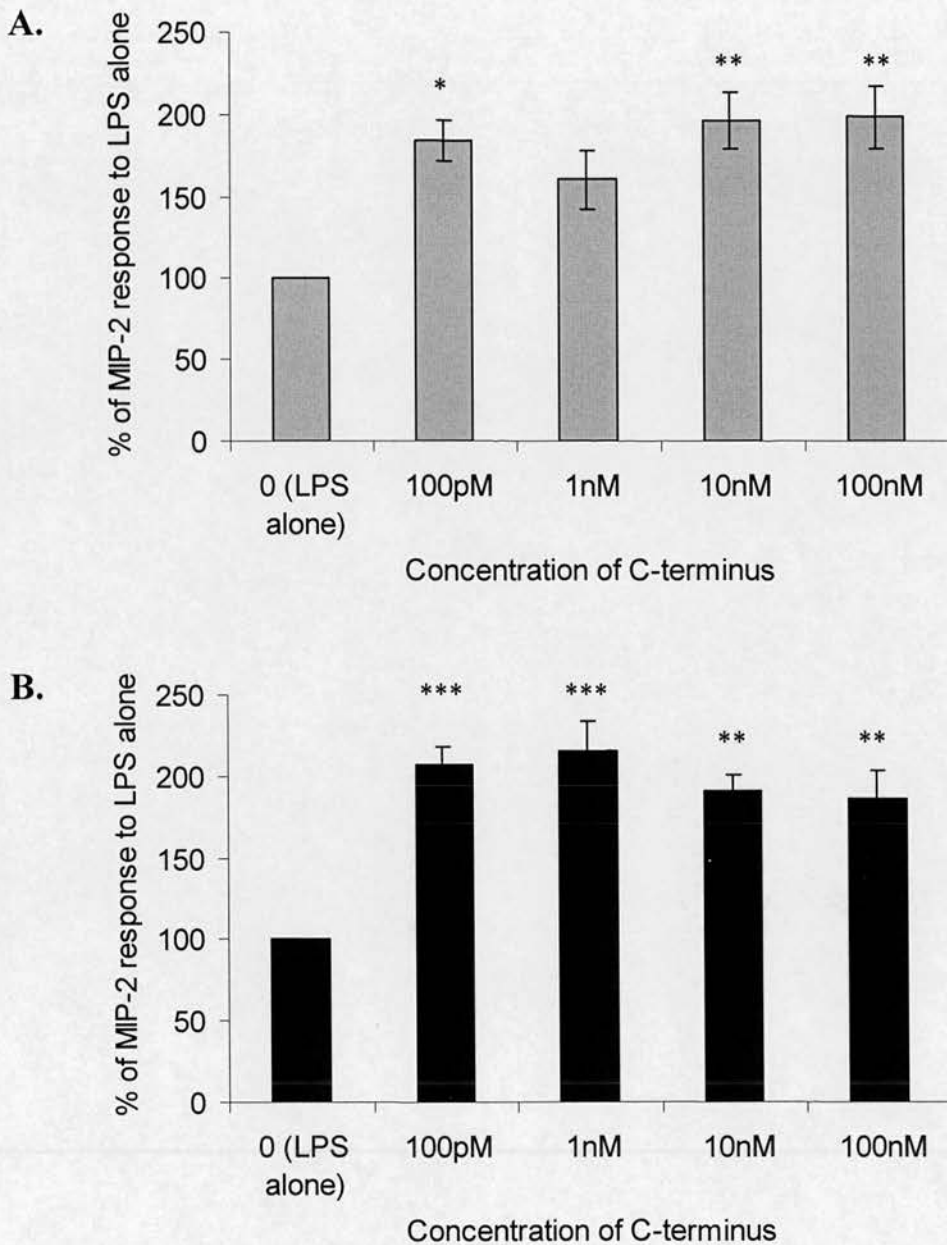 A.
% of MIP-2 response to LPS alone
250
200
150
100
50
0
*
**
**
0 (LPS
alone)
100pM
1nM
10nM
100nM
Concentration of C-terminus
B.
% of MIP-2 response to LPS alone
250
200
150
100
50
0
***
***
**
**
0 (LPS
alone)
100pM
1nM
10nM
100nM
Concentration of C-terminus